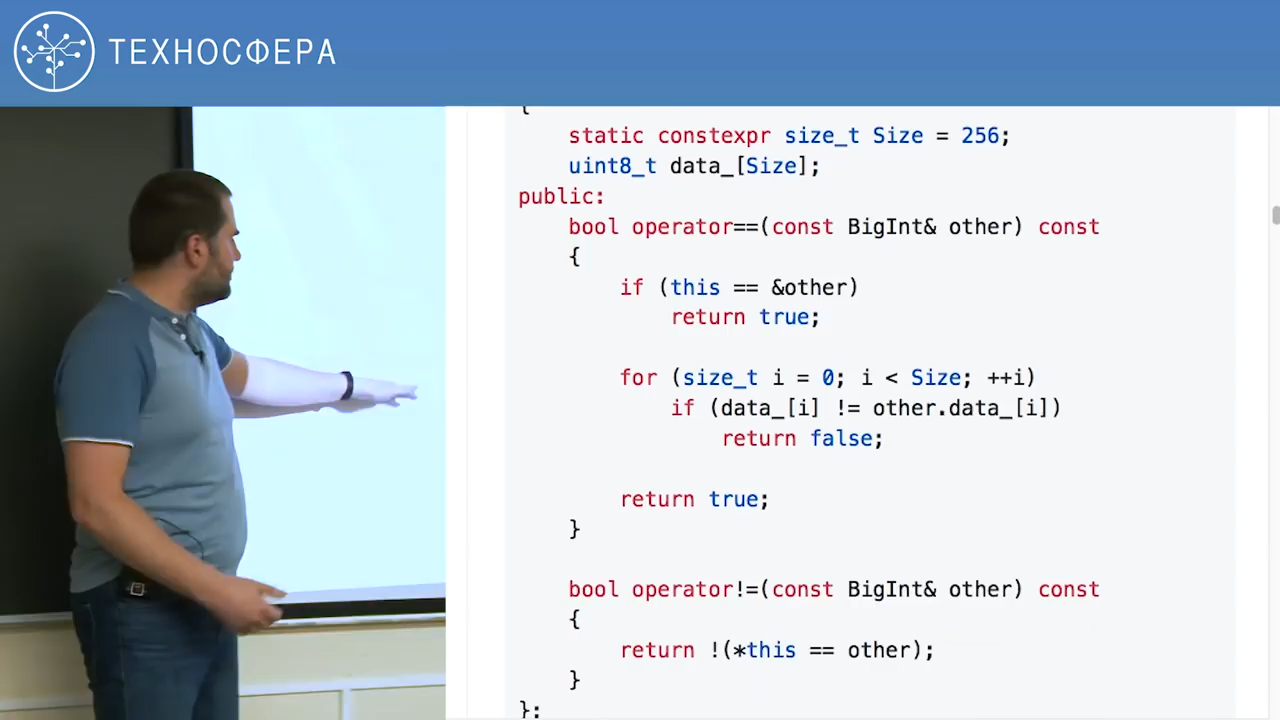 ТЕХНОСФЕРА
{
static constexpr size_t Size = 256;
uint8_t data_[Size];
public:
bool operator==(const BigInt& other) const
{
if (this == &other)
return true;
for (size_t i = 0; i < Size; ++i)
if (data_[i] != other.data_[i])
return false;
return true;
}
bool operator!=(const BigInt& other) const
{
return !(*this == other);
}
};